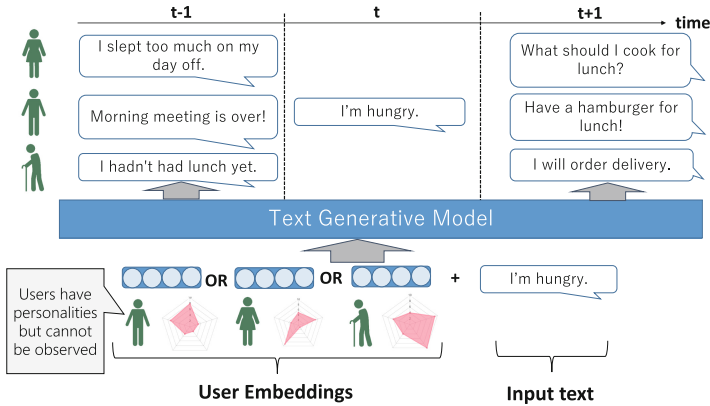 t-1
t
t+1
time
I slept too much on my
day off.
What should I cook for
lunch?
Morning meeting is over!
I'm hungry.
Have a hamburger for
lunch!
I hadn't had lunch yet.
I will order delivery.
Text Generative Model
OR
OR
+
I'm hungry.
Users have
personalities
but cannot
be observed
User Embeddings
Input text